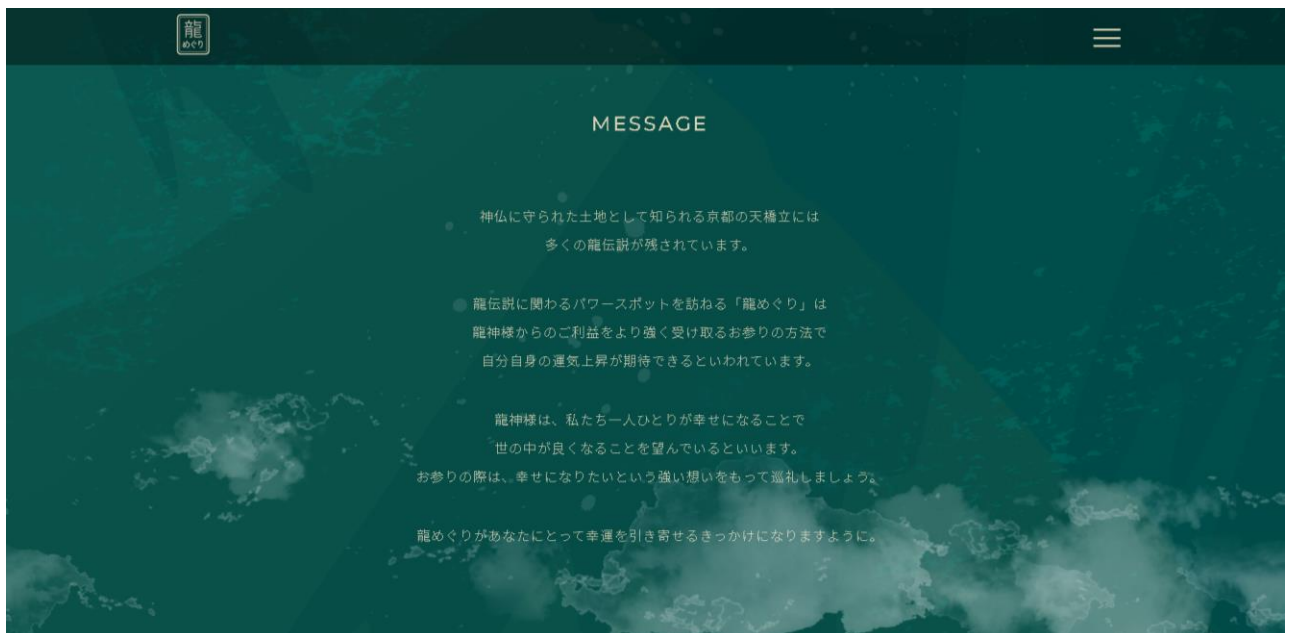 龍
めぐり
MESSAGE
神仏に守られた土地として知られる京都の天橋立には
多くの龍伝説が残されています。
龍伝説に関わるパワースポットを訪ねる「龍めぐり」は
龍神様からのご利益をより強く受け取るお参りの方法で
自分自身の運気上昇が期待できるといわれています。
龍神様は、私たち一人ひとりが幸せになることで
世の中が良くなることを望んでいるといいます。
お参りの際は、幸せになりたいという強い想いをもって巡礼しましょう。
龍めぐりがあなたにとって幸運を引き寄せるきっかけになりますように。